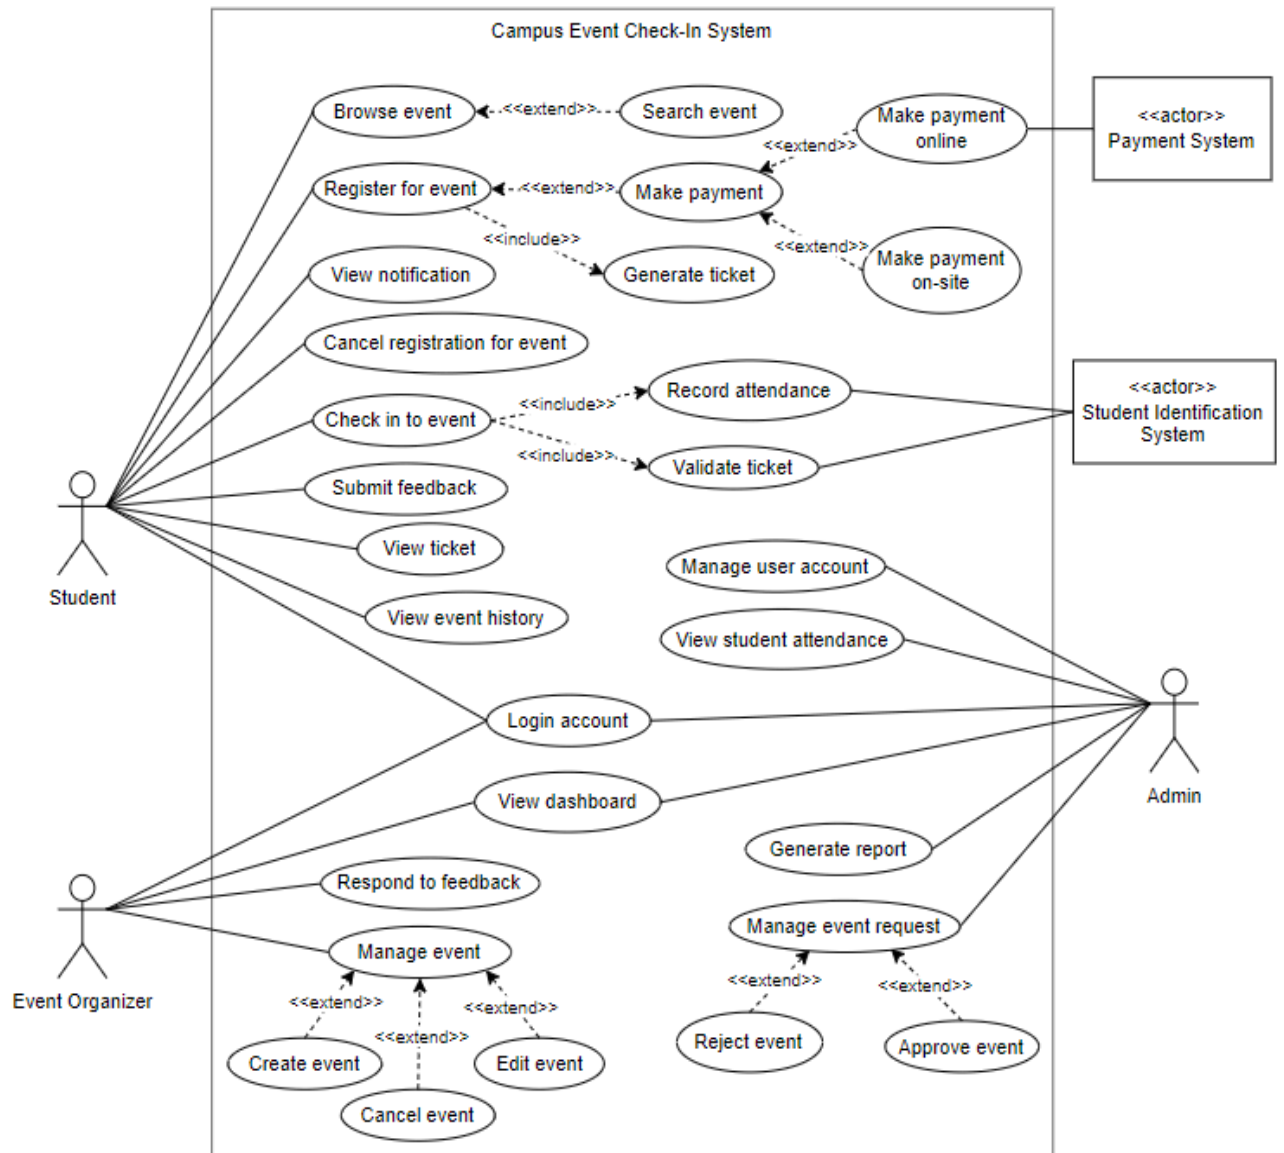 Campus Event Check-In System
Browse event
<<extend>>
Search event
Make payment
online
<<actor>>
Payment System
<<extend>>
Register for event
<<extend>>
Make payment
<<include>>
<<extend>>
View notification
Generate ticket
Make payment
on-site
Cancel registration for event
Record attendance
<<actor>>
Student Identification
System
<<include>>
Check in to event
<<include>>
Validate ticket
Submit feedback
View ticket
Student
Manage user account
View event history
View student attendance
Login account
View dashboard
Admin
Generate report
Respond to feedback
Manage event request
Manage event
Event Organizer
<<extend>>
<<extend>>
<<extend>>
<<extend>>
<<extend>>
Create event
Edit event
Reject event
Approve event
Cancel event